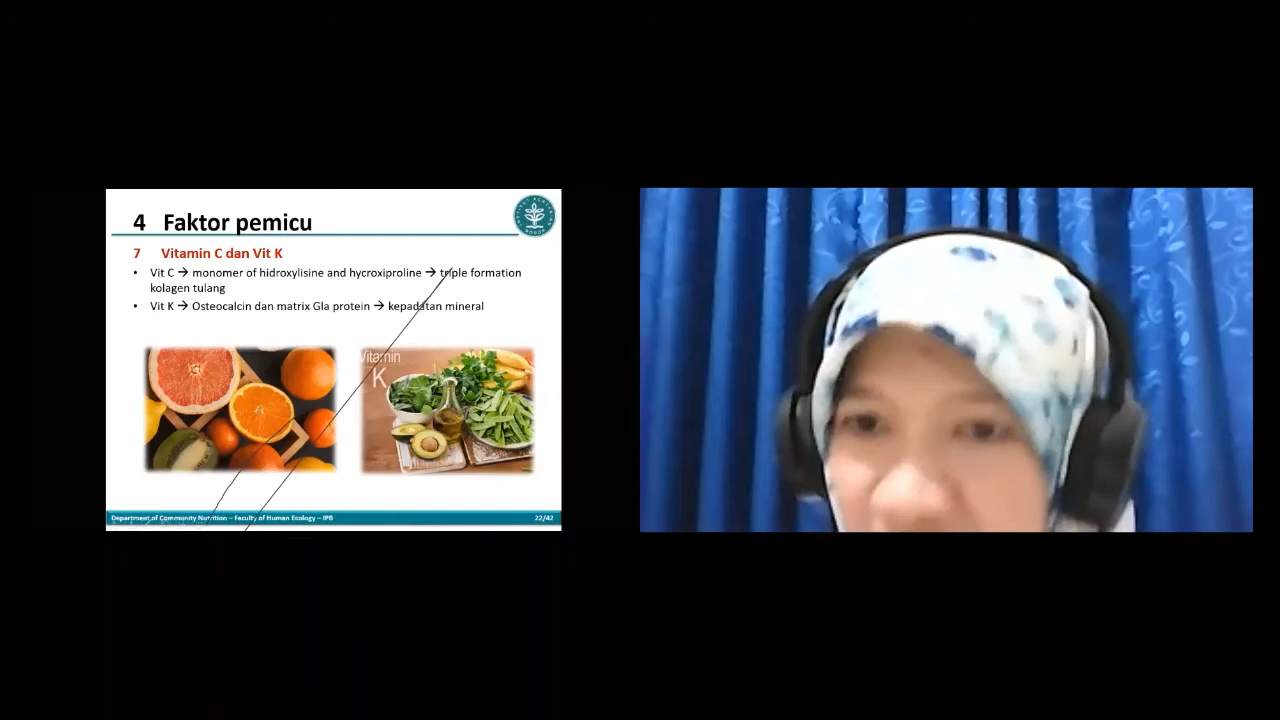 4 Faktor pemicu
7 Vitamin C dan Vit K
• Vit C → monomer of hidroxylisine and hycroxiproline → triple formation
kolagen tulang
• Vit K → Osteocalcin dan matrix Gla protein → kepadatan mineral
Vitamin
K
Department of Community Nutrition – Faculty of Human Ecology – IPB
22/42